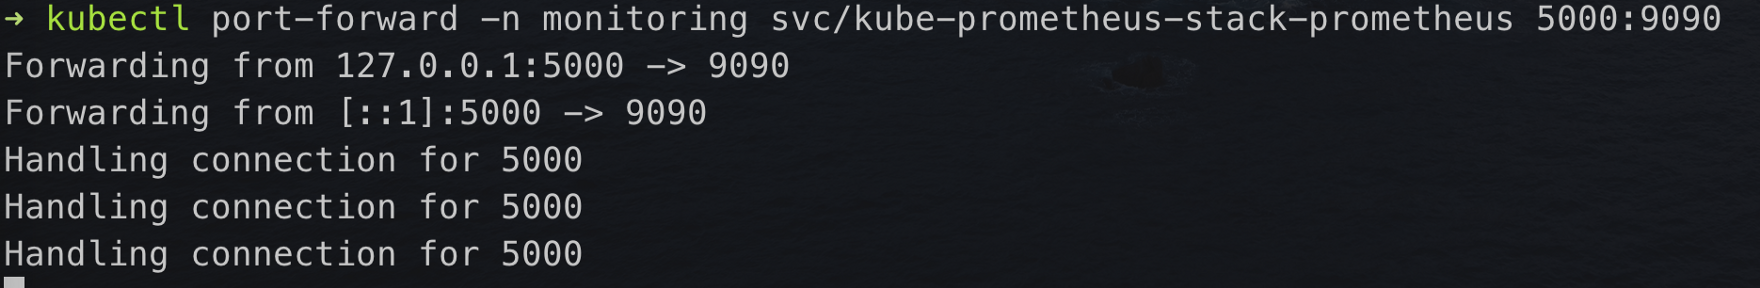 ➜ kubectl port-forward -n monitoring svc/kube-prometheus-stack-prometheus 5000:9090
Forwarding from 127.0.0.1:5000 -> 9090
Forwarding from [::1]:5000 -> 9090
Handling connection for 5000
Handling connection for 5000
Handling connection for 5000